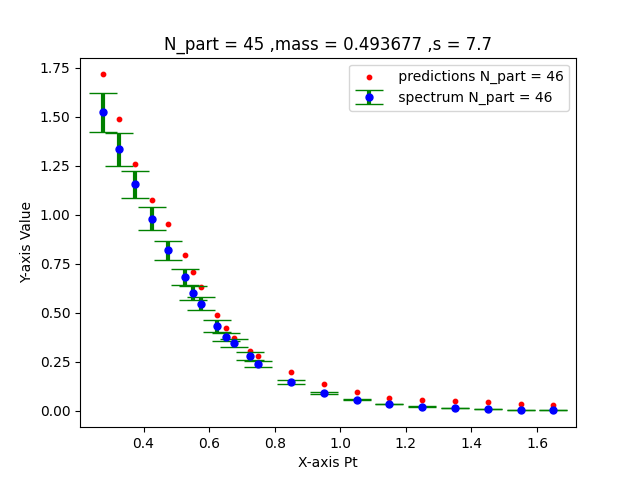 N_part = 45 ,mass = 0.493677 ,s = 7.7
predictions N_part = 46
spectrum N_part = 46
Y-axis Value
1.75
1.50
1.25
1.00
0.75
0.50
0.25
0.00
0.4 0.6 0.8 1.0 1.2 1.4 1.6
X-axis Pt